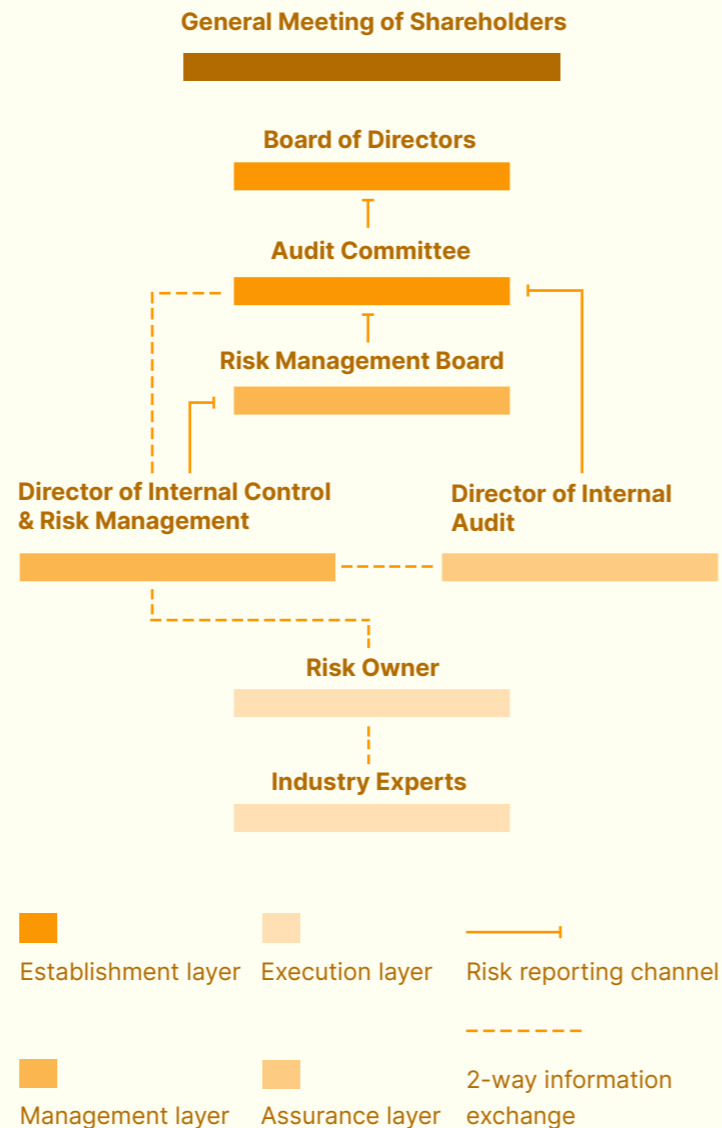 General Meeting of Shareholders
Board of Directors
Audit Committee
Risk Management Board
Director of Internal Control
& Risk Management
Director of Internal
Audit
Risk Owner
Industry Experts
Establishment layer
Execution layer
Risk reporting channel
Management layer
Assurance layer
2-way information
exchange